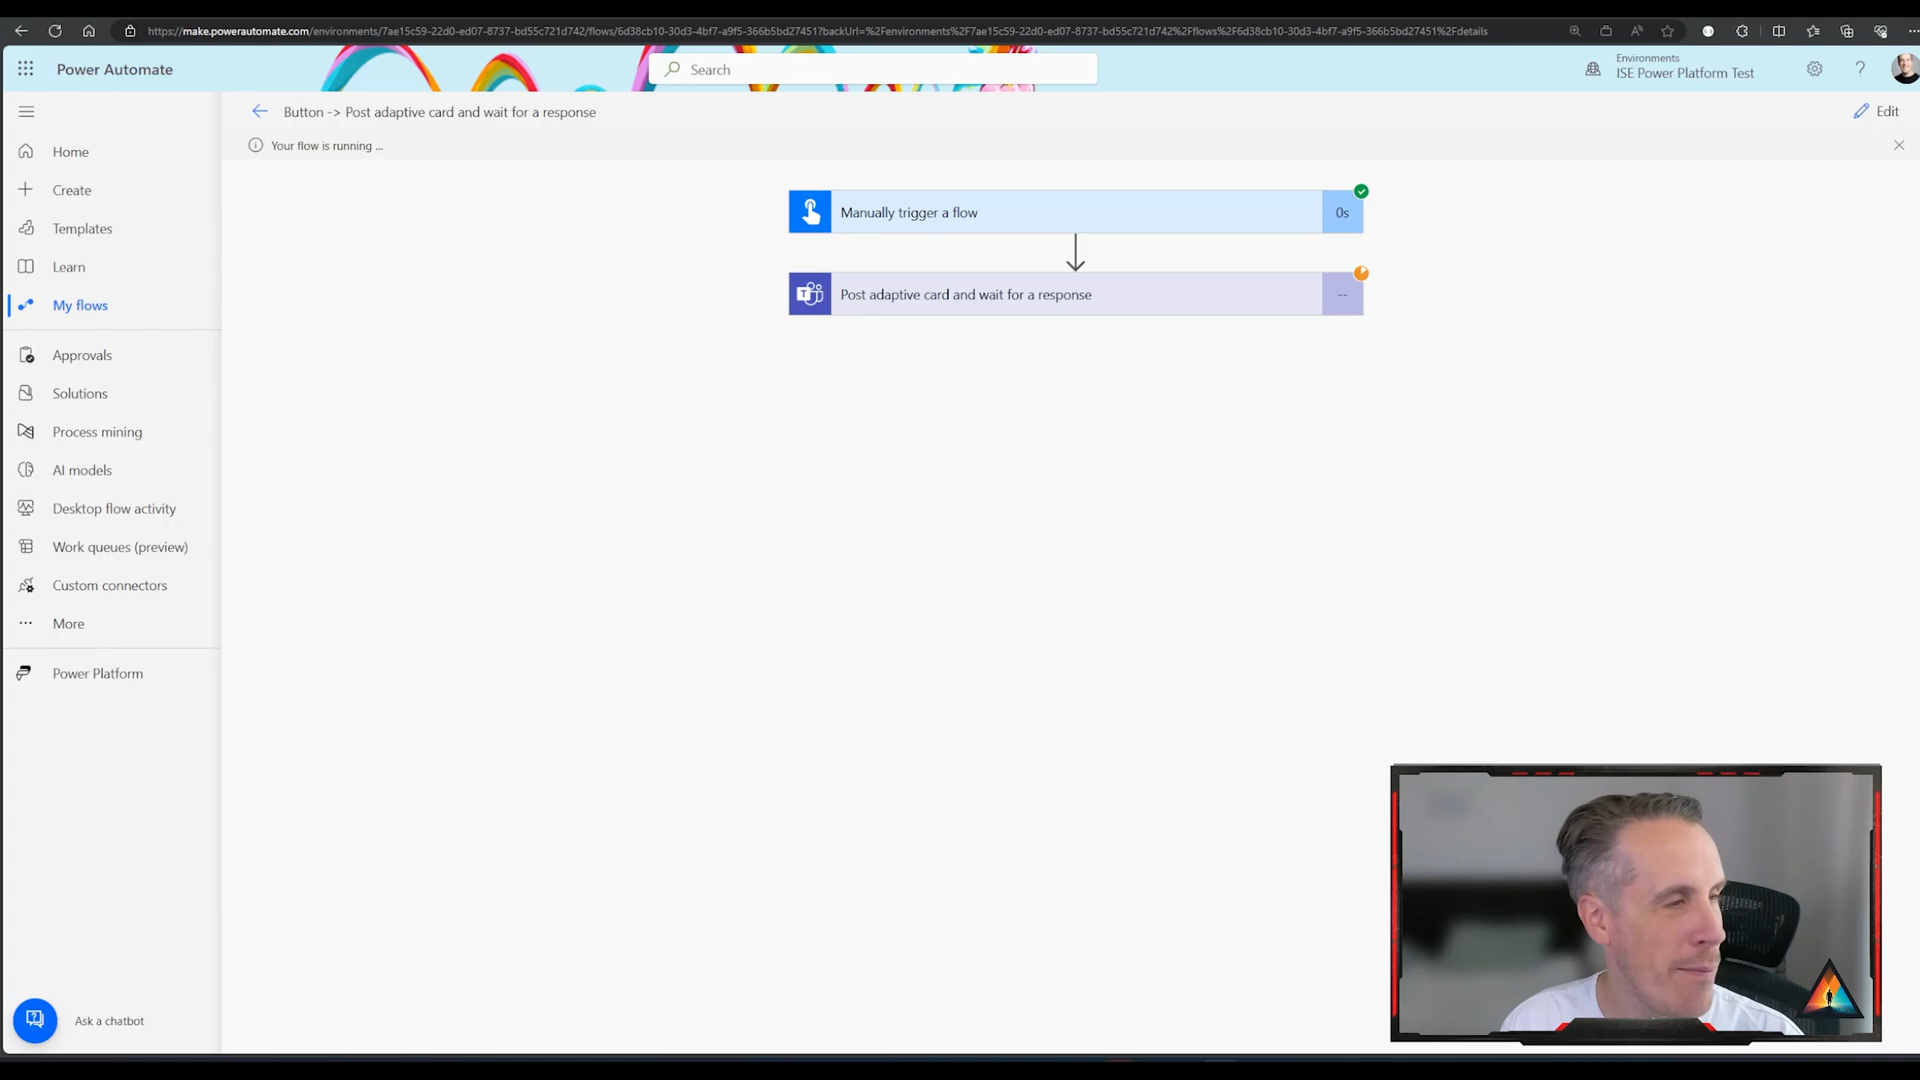 https://make.powerautomate.com/environments/7ae15c59-22d0-ed07-8737-bd55c721d742/flows/6d38cb10-30d3-4bf7-a9f5-366b5bd27451?backUrl=%2Fenvironments%2F7ae15c59-22d0-ed07-8737-bd55c721d742%2Fflows%2F6d38cb10-30d3-4bf7-a9f5-366b5bd27451%2Fdetails
Power Automate
Search
Environments
ISE Power Platform Test
Button -> Post adaptive card and wait for a response
Edit
Your flow is running ...
Home
Create
Templates
Learn
My flows
Approvals
Solutions
Process mining
AI models
Desktop flow activity
Work queues (preview)
Custom connectors
More
Power Platform
Ask a chatbot
Manually trigger a flow
0s
Post adaptive card and wait for a response
--